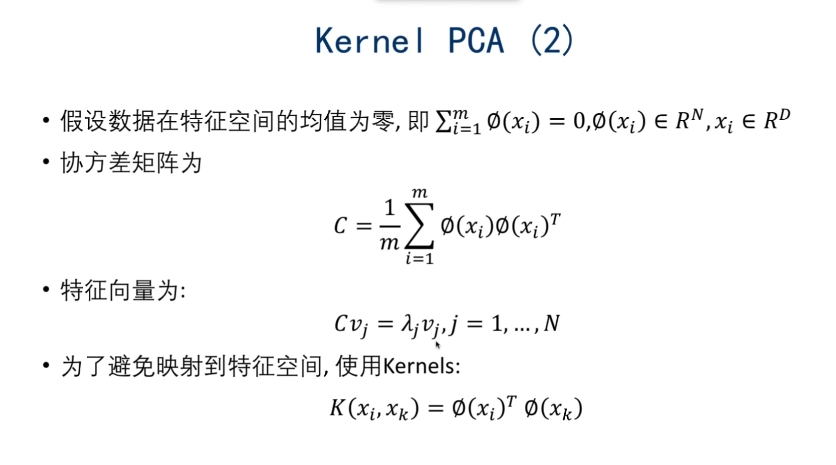 Kernel PCA (2)
• 假设数据在特征空间的均值为零, 即 $\sum_{i=1}^{m} \emptyset(x_i) = 0, \emptyset(x_i) \in R^N, x_i \in R^D$
• 协方差矩阵为
$C = \frac{1}{m} \sum_{i=1}^{m} \emptyset(x_i)\emptyset(x_i)^T$
• 特征向量为:
$Cv_j = \lambda_j v_j, j = 1, \ldots, N$
• 为了避免映射到特征空间, 使用Kernels:
$K(x_i, x_k) = \emptyset(x_i)^T \emptyset(x_k)$